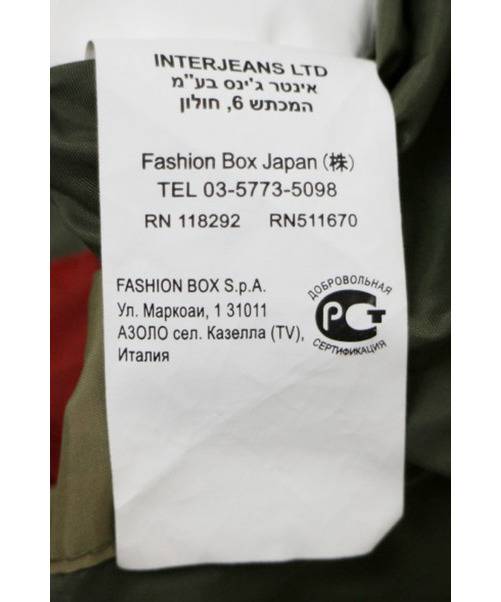 INTERJEANS LTD
אינטר ג'ינס בע"מ
המכתש 6, חולון
Fashion Box Japan (株)
TEL 03-5773-5098
RN 118292 RN511670
FASHION BOX S.p.A.
Ул. Маркоаи, 1 31011
АЗОЛО сел. Казелла (TV),
Италия
ДОБРОВОЛЬНАЯ
РСТ
СЕРТИФИКАЦИЯ